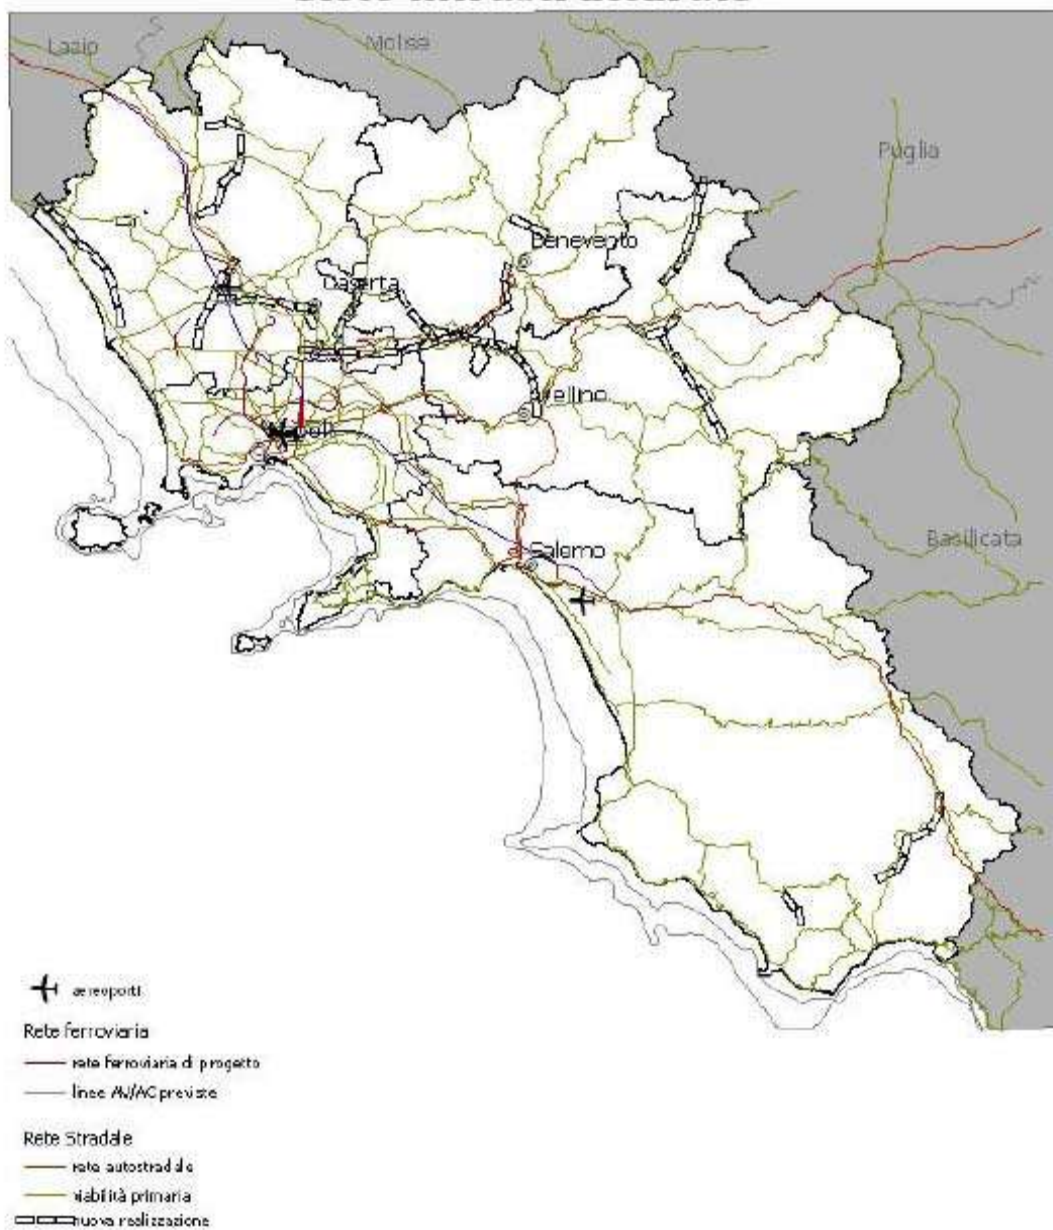 Lazio
Molise
Puglia
Benevento
Caserta
Avellino
Salerno
Basilicata
aereoporti
Rete ferroviaria
rete ferroviaria di progetto
linee AV/AC previste
Rete Stradale
rete autostradale
viabilità primaria
nuova realizzazione